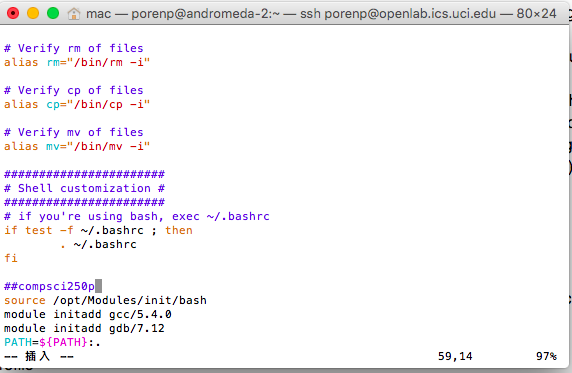 mac — porenp@andromeda-2:~ — ssh porenp@openlab.ics.uci.edu — 80×24
# Verify rm of files
alias rm="/bin/rm -i"
# Verify cp of files
alias cp="/bin/cp -i"
# Verify mv of files
alias mv="/bin/mv -i"
########################
# Shell customization #
########################
# if you're using bash, exec ~/.bashrc
if test -f ~/.bashrc ; then
. ~/.bashrc
fi
##compsci250p
source /opt/Modules/init/bash
module initadd gcc/5.4.0
module initadd gdb/7.12
PATH=${PATH}:.
-- 插入 -- 59,14 97%